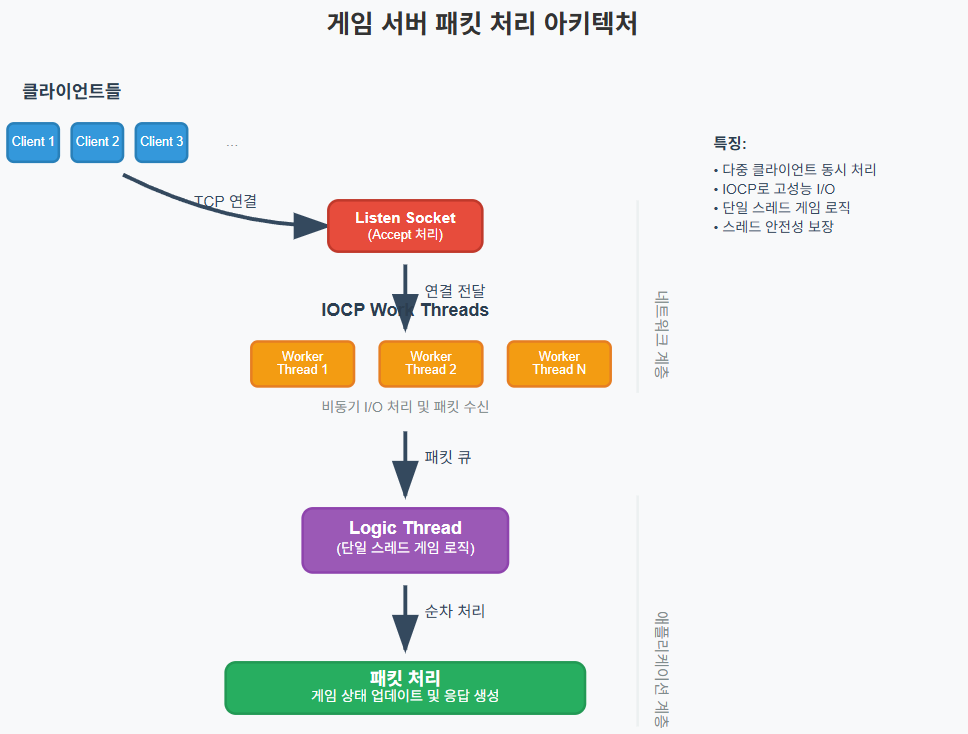 게임 서버 패킷 처리 아키텍처
클라이언트들
Client 1
Client 2
Client 3
...
TCP 연결
Listen Socket
(Accept 처리)
연결 전달
IOCP Work Threads
Worker
Thread 1
Worker
Thread 2
Worker
Thread N
비동기 I/O 처리 및 패킷 수신
패킷 큐
Logic Thread
(단일 스레드 게임 로직)
순차 처리
패킷 처리
게임 상태 업데이트 및 응답 생성
네트워크 계층
애플리케이션 계층
특징:
• 다중 클라이언트 동시 처리
• IOCP로 고성능 I/O
• 단일 스레드 게임 로직
• 스레드 안전성 보장